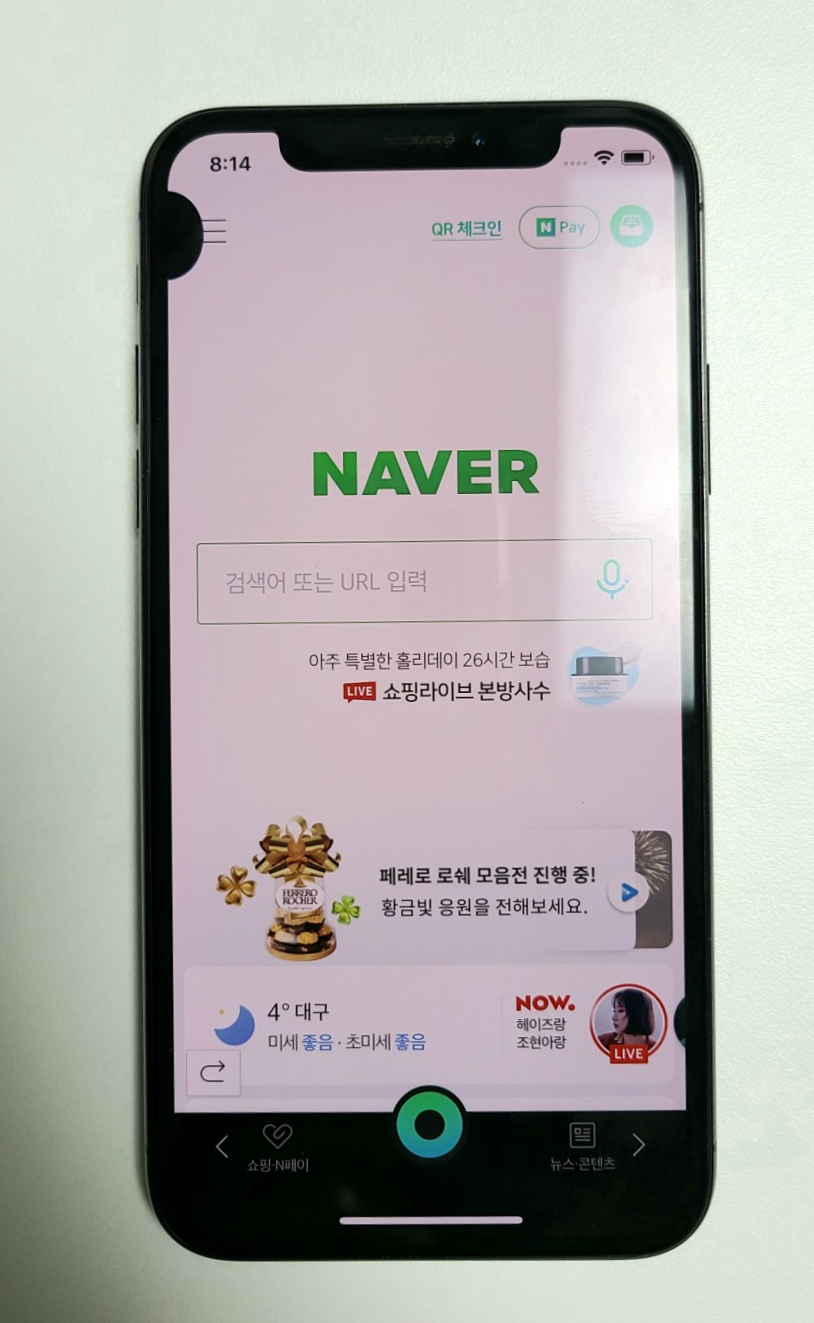 8:14
QR 체크인
N Pay
NAVER
검색어 또는 URL 입력
아주 특별한 홀리데이 26시간 보습
LIVE 쇼핑라이브 본방사수
FERRERO
ROCHER
페레로 로쉐 모음전 진행 중!
황금빛 응원을 전해보세요.
4° 대구
미세 좋음 · 초미세 좋음
NOW.
헤이즈랑
조현아랑
LIVE
쇼핑·N페이
뉴스·콘텐츠